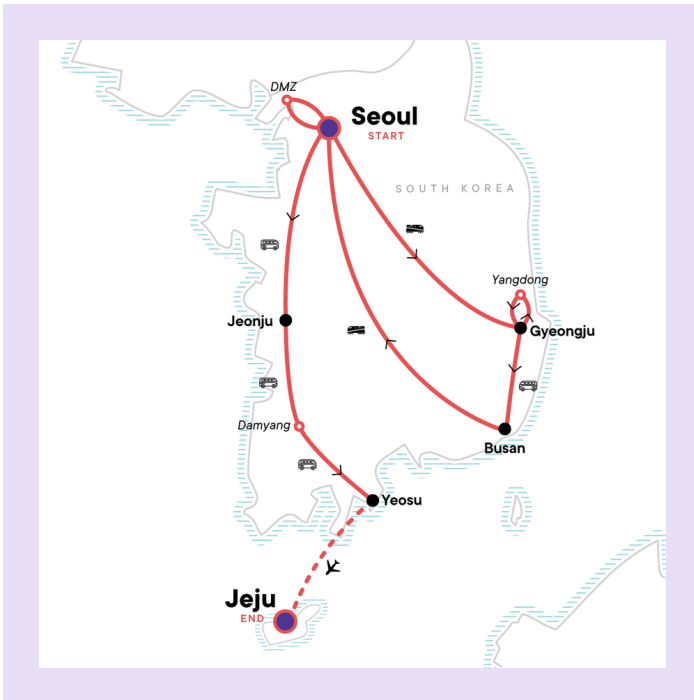 DMZ
Seoul
START
SOUTH KOREA
Yangdong
Jeonju
Gyeongju
Damyang
Busan
Yeosu
Jeju
END